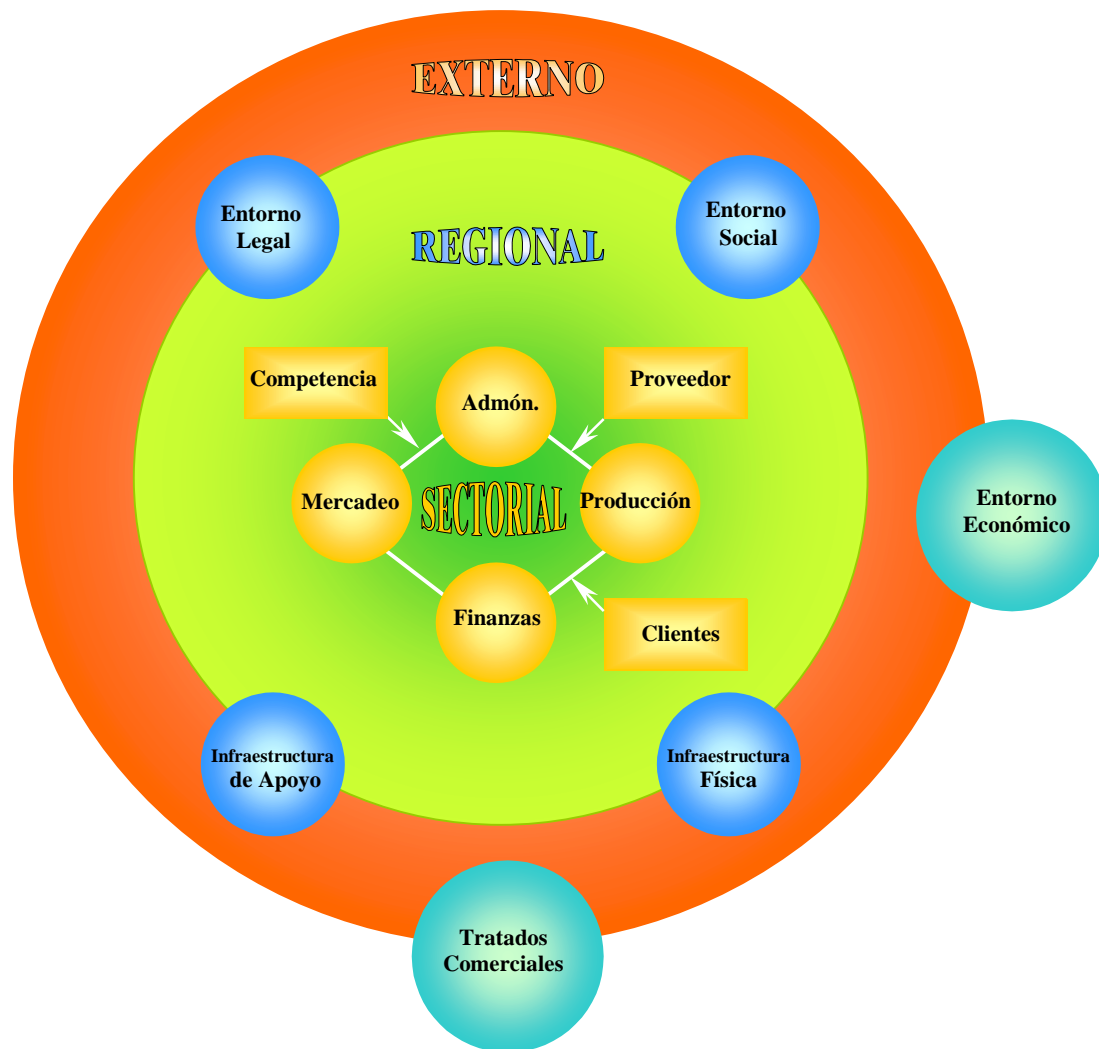 EXTERNO
Entorno
Legal
Entorno
Social
REGIONAL
Competencia
Admón.
Proveedor
Mercadeo
SECTORIAL
Producción
Entorno
Económico
Finanzas
Clientes
Infraestructura
de Apoyo
Infraestructura
Física
Tratados
Comerciales